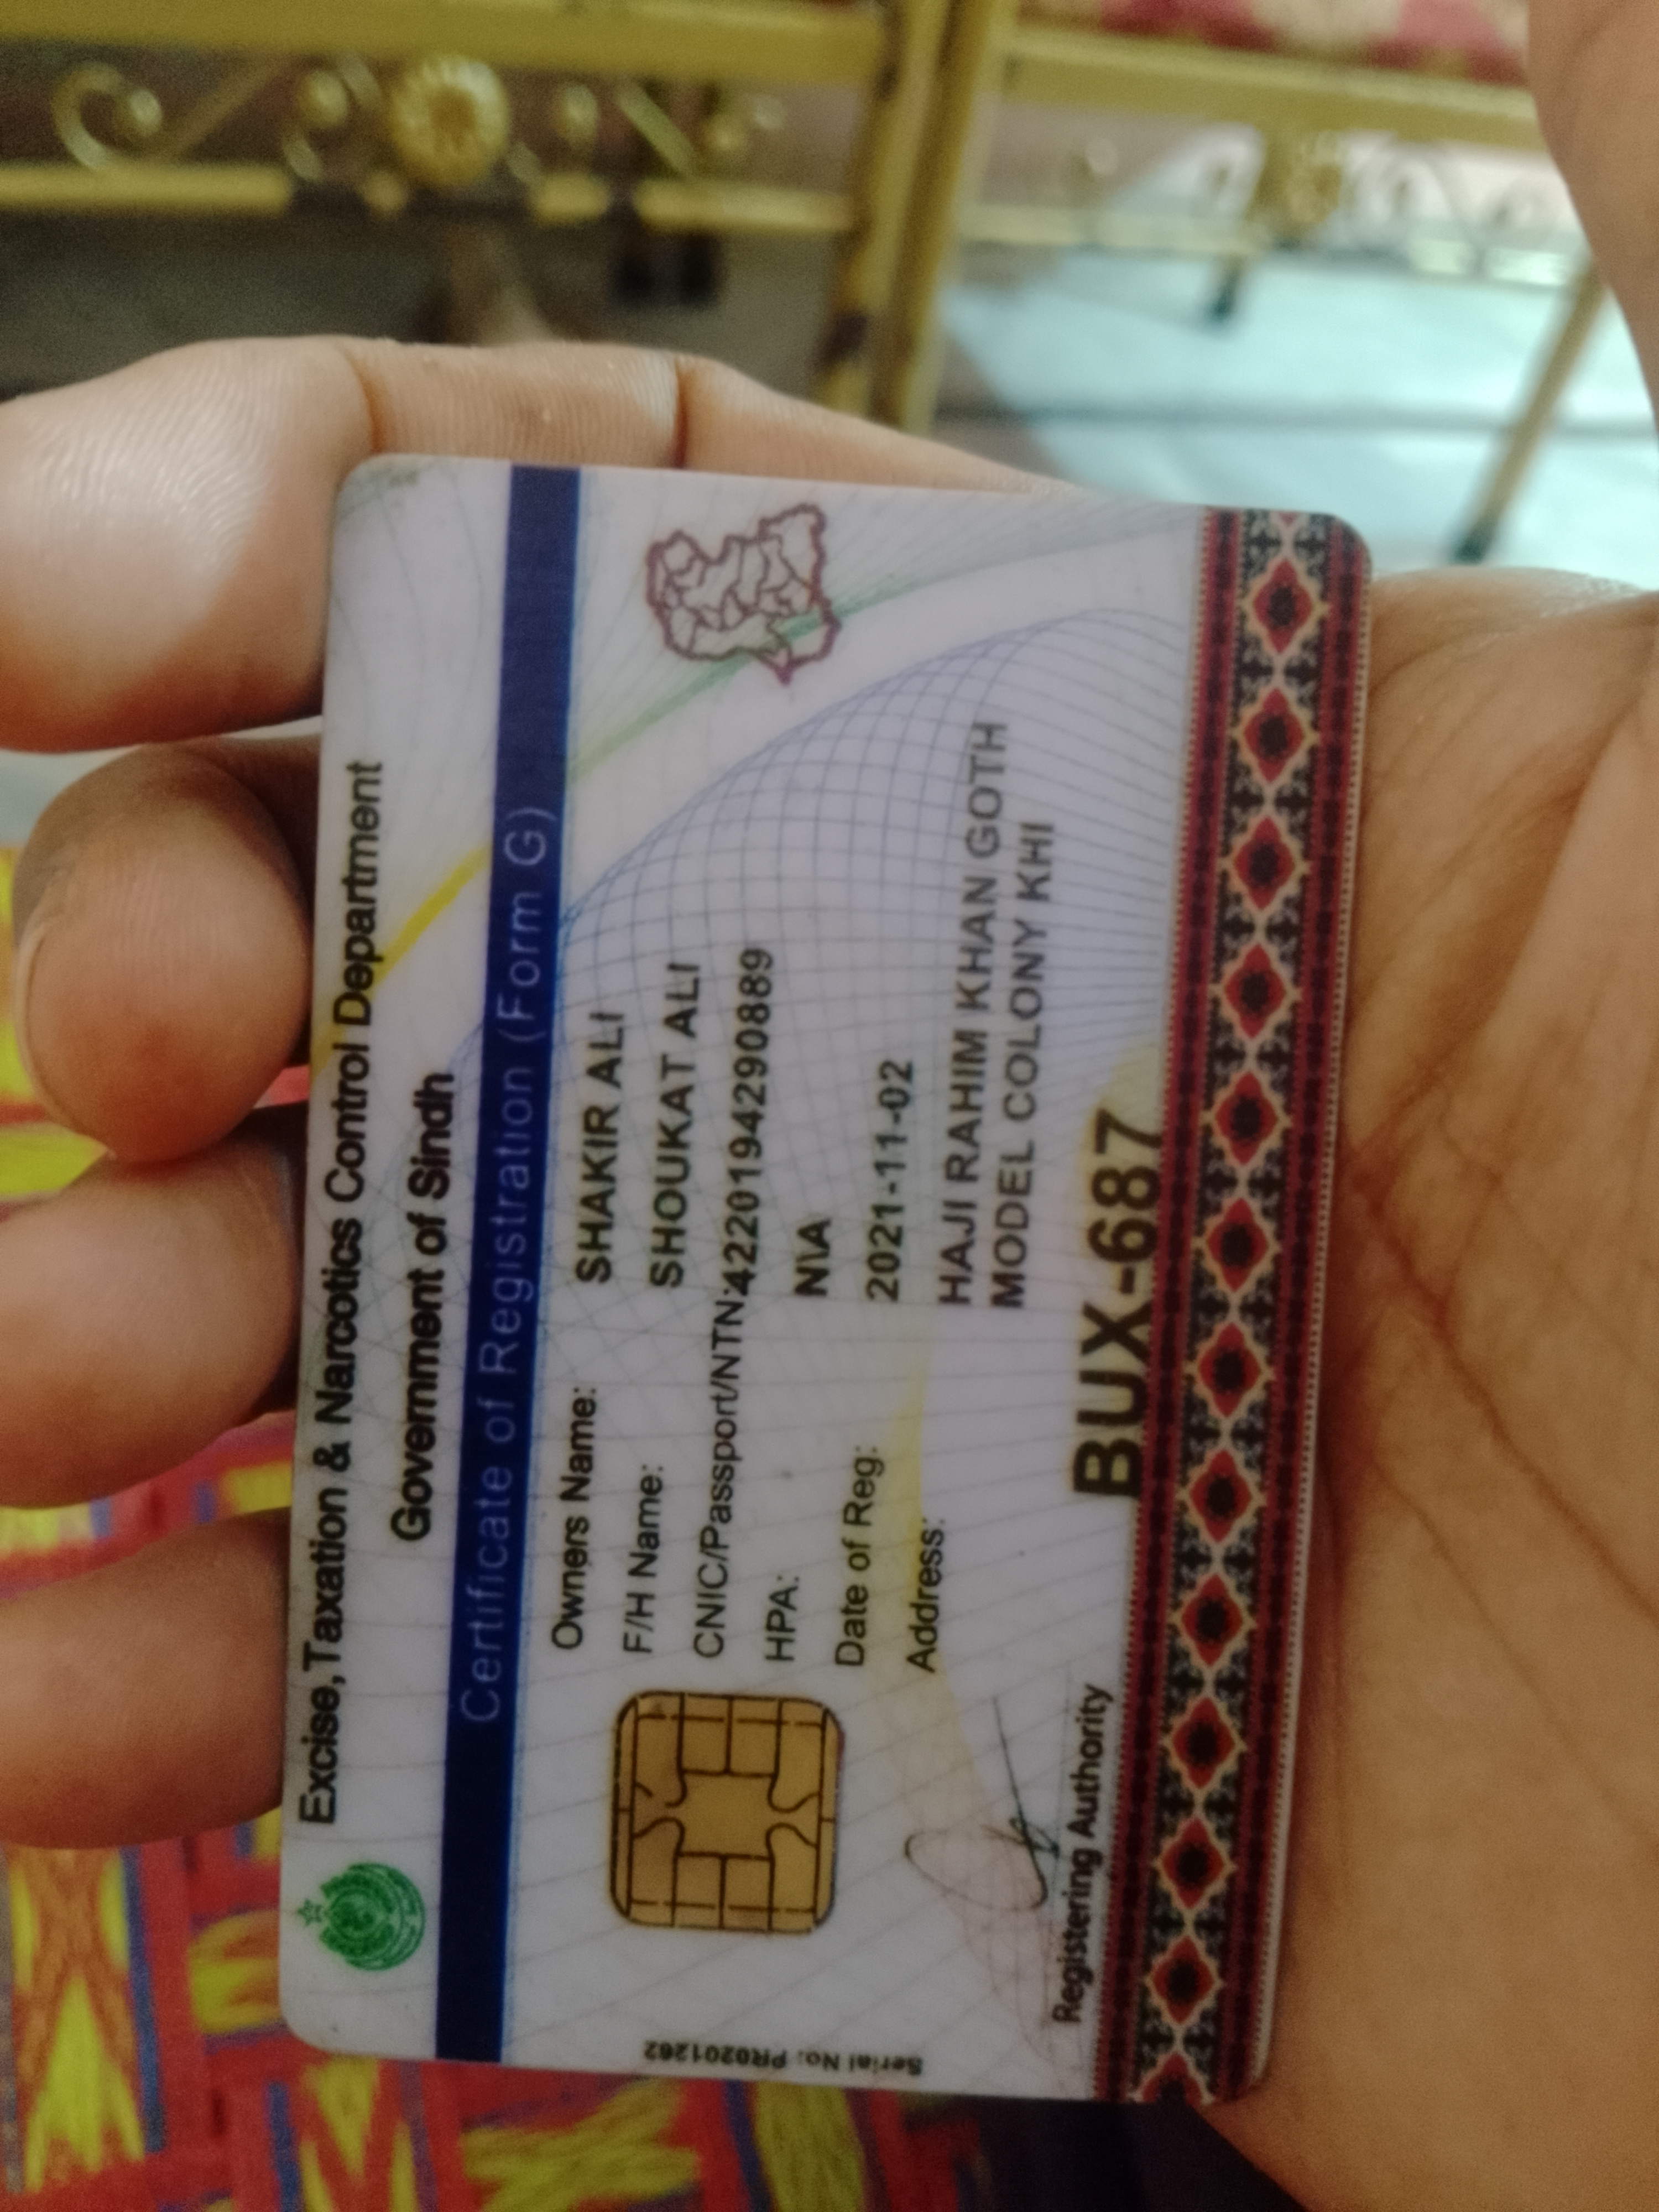 Excise,Taxation & Narcotics Control Department
Government of Sindh
Certificate of Registration (Form G)
Owners Name: SHAKIR ALI
F/H Name: SHOUKAT ALI
CNIC/Passport/NTN:4220194290889
HPA: N\A
Date of Reg: 2021-11-02
Address: HAJI RAHIM KHAN GOTH
MODEL COLONY KHI
BUX-687
Registering Authority
Serial No: PR0201262